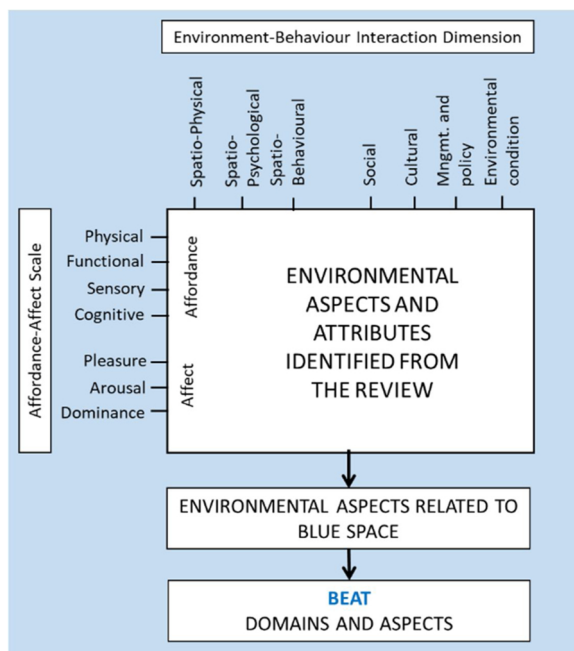 Environment-Behaviour Interaction Dimension
Spatio-Physical
Spatio-
Psychological
Spatio-
Behavioural
Social
Cultural
Mngmt. and
policy
Environmental
condition
Affordance-Affect Scale
Physical
Functional
Sensory
Cognitive
Pleasure
Arousal
Dominance
Affordance
Affect
ENVIRONMENTAL
ASPECTS AND
ATTRIBUTES
IDENTIFIED FROM
THE REVIEW
ENVIRONMENTAL ASPECTS RELATED TO
BLUE SPACE
BEAT
DOMAINS AND ASPECTS